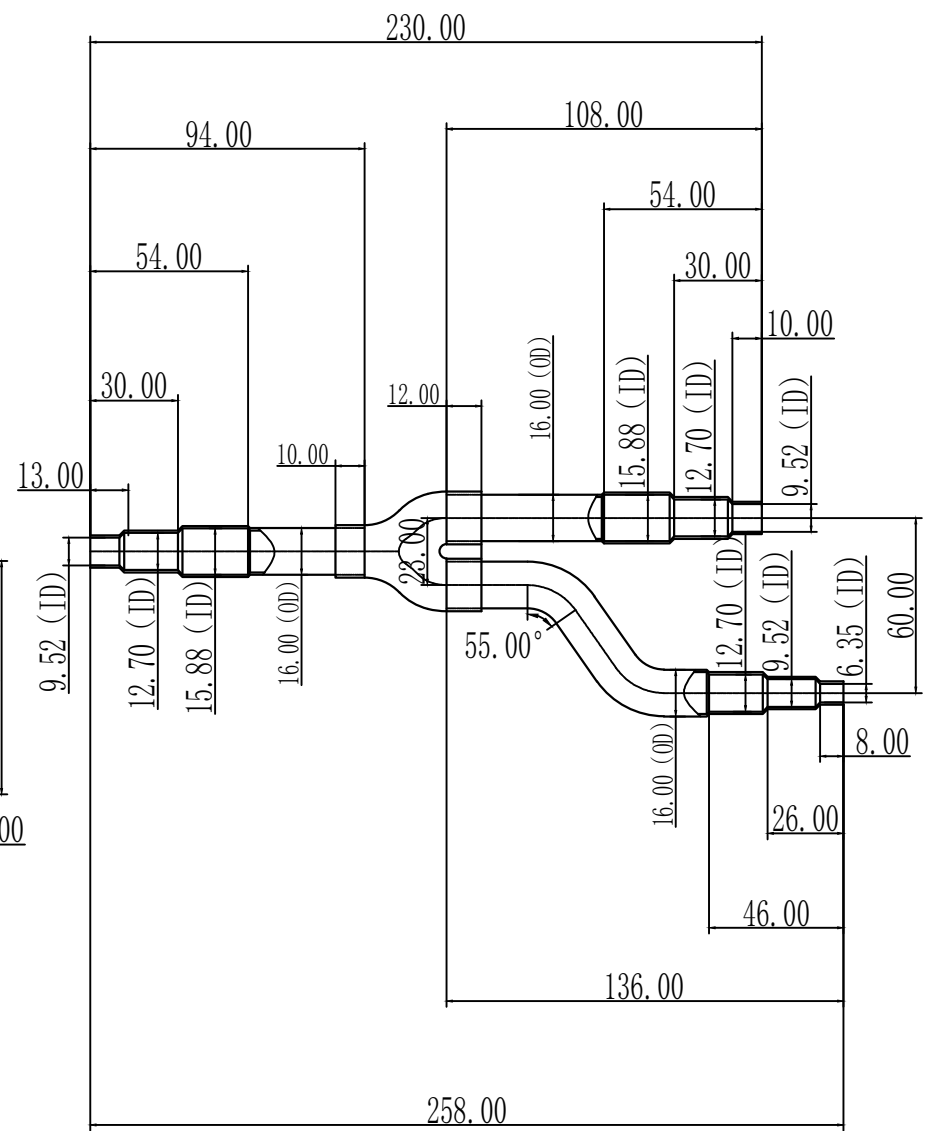 230.00
108.00
94.00
54.00
54.00
30.00
10.00
16.00 (OD)
15.88 (ID)
12.70 (ID)
9.52 (ID)
30.00
12.00
10.00
13.00
23.00
9.52 (ID)
12.70 (ID)
15.88 (ID)
16.00 (OD)
55.00°
12.70 (ID
9.52 (ID)
6.35 (ID)
60.00
16.00 (OD)
8.00
00
26.00
46.00
136.00
258.00